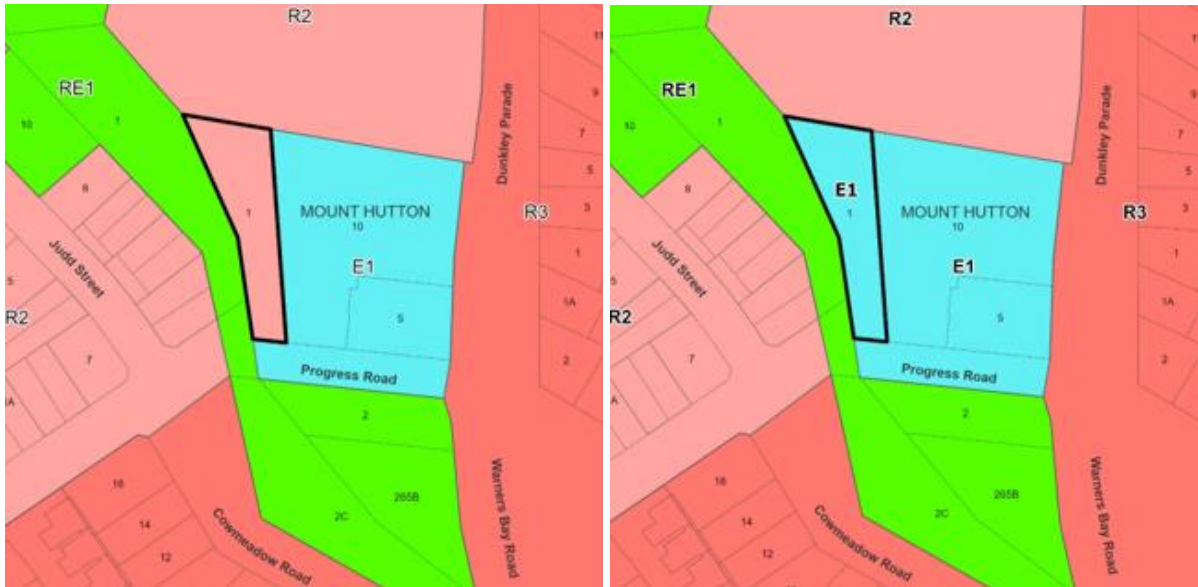 R2
11
RE1
1
9
10
7
Dunkley Parade
5
8
1
MOUNT HUTTON
10
3
R3
Judd Street
1
E1
5
1A
R2
5
7
2
Progress Road
2
16
265B
14
2C
12
Cowmeadow Road
Warners Bay Road
R2
RE1
1
9
10
7
Dunkley Parade
5
8
E1
1
MOUNT HUTTON
10
3
R3
Judd Street
1
E1
5
1A
R2
5
7
2
Progress Road
2
16
265B
14
2C
12
Cowmeadow Road
Warners Bay Road